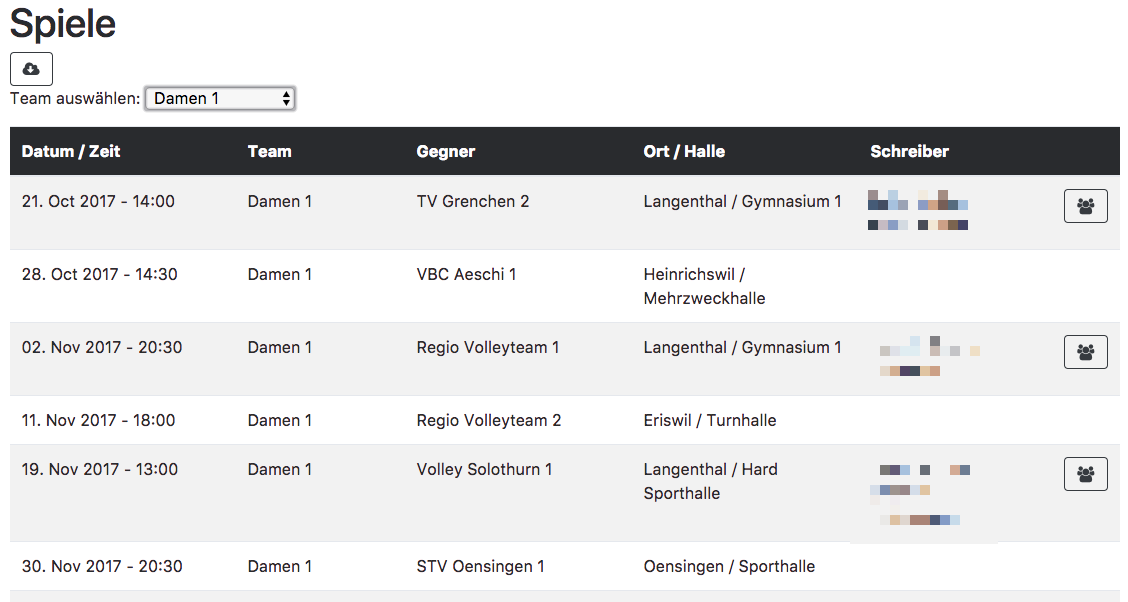 Spiele
Team auswählen: Damen 1
Datum / Zeit Team Gegner Ort / Halle Schreiber
21. Oct 2017 - 14:00 Damen 1 TV Grenchen 2 Langenthal / Gymnasium 1
28. Oct 2017 - 14:30 Damen 1 VBC Aeschi 1 Heinrichswil /
Mehrzweckhalle
02. Nov 2017 - 20:30 Damen 1 Regio Volleyteam 1 Langenthal / Gymnasium 1
11. Nov 2017 - 18:00 Damen 1 Regio Volleyteam 2 Eriswil / Turnhalle
19. Nov 2017 - 13:00 Damen 1 Volley Solothurn 1 Langenthal / Hard
Sporthalle
30. Nov 2017 - 20:30 Damen 1 STV Oensingen 1 Oensingen / Sporthalle